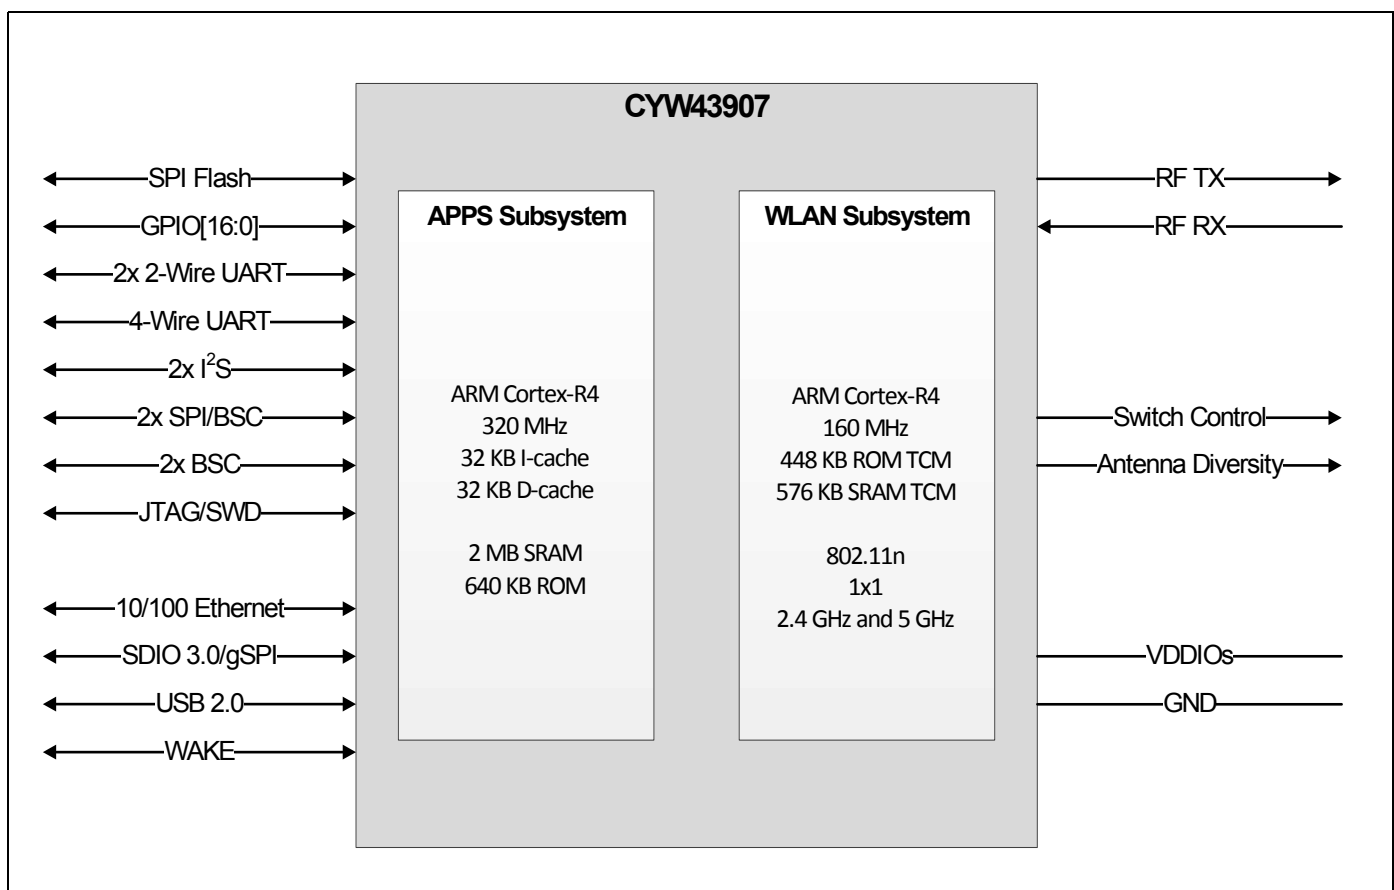 CYW43907
SPI Flash
GPIO[16:0]
2x 2-Wire UART
4-Wire UART
2x I²S
2x SPI/BSC
2x BSC
JTAG/SWD
10/100 Ethernet
SDIO 3.0/gSPI
USB 2.0
WAKE
APPS Subsystem
ARM Cortex-R4
320 MHz
32 KB I-cache
32 KB D-cache
2 MB SRAM
640 KB ROM
WLAN Subsystem
ARM Cortex-R4
160 MHz
448 KB ROM TCM
576 KB SRAM TCM
802.11n
1x1
2.4 GHz and 5 GHz
RF TX
RF RX
Switch Control
Antenna Diversity
VDDIOs
GND